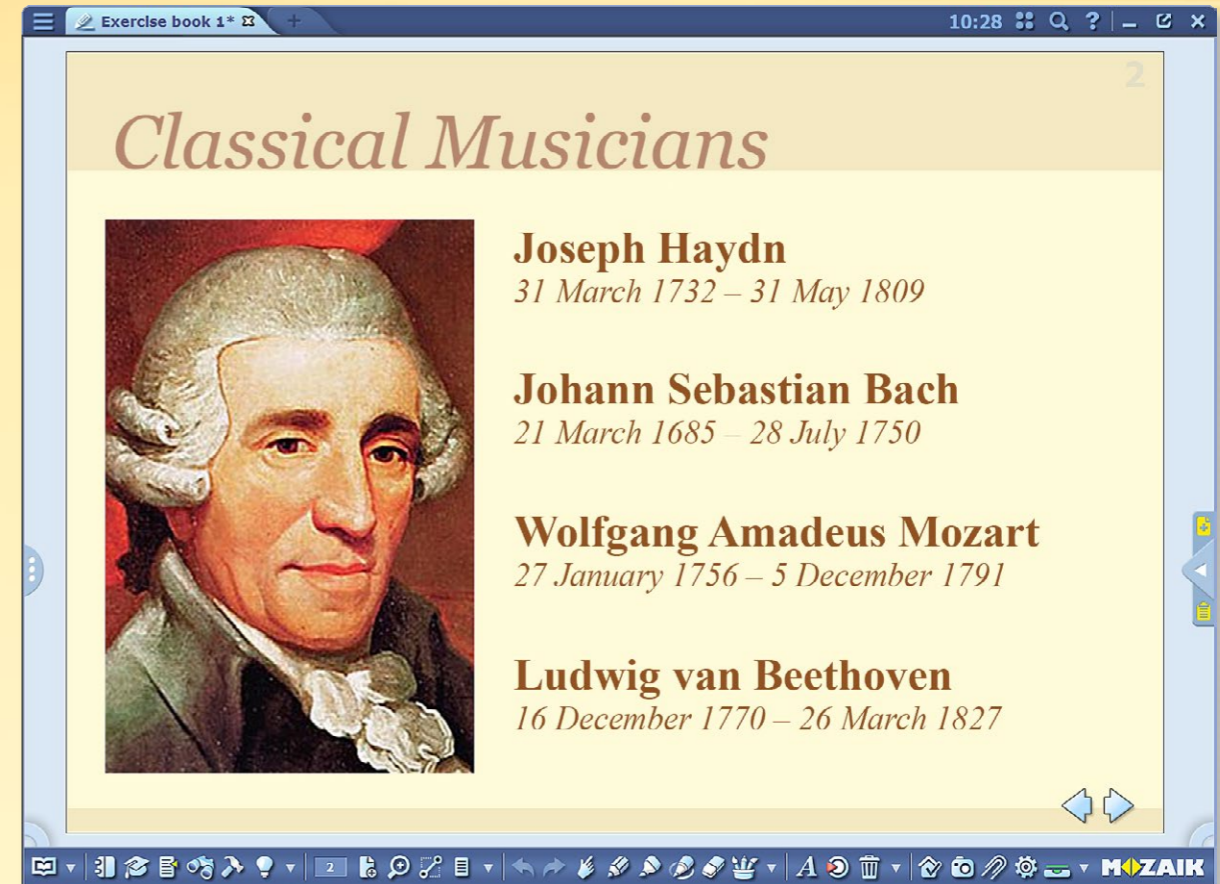 Exercise book 1*
10:28
2
Classical Musicians
Joseph Haydn
31 March 1732 – 31 May 1809
Johann Sebastian Bach
21 March 1685 – 28 July 1750
Wolfgang Amadeus Mozart
27 January 1756 – 5 December 1791
Ludwig van Beethoven
16 December 1770 – 26 March 1827
2
MOZAIK